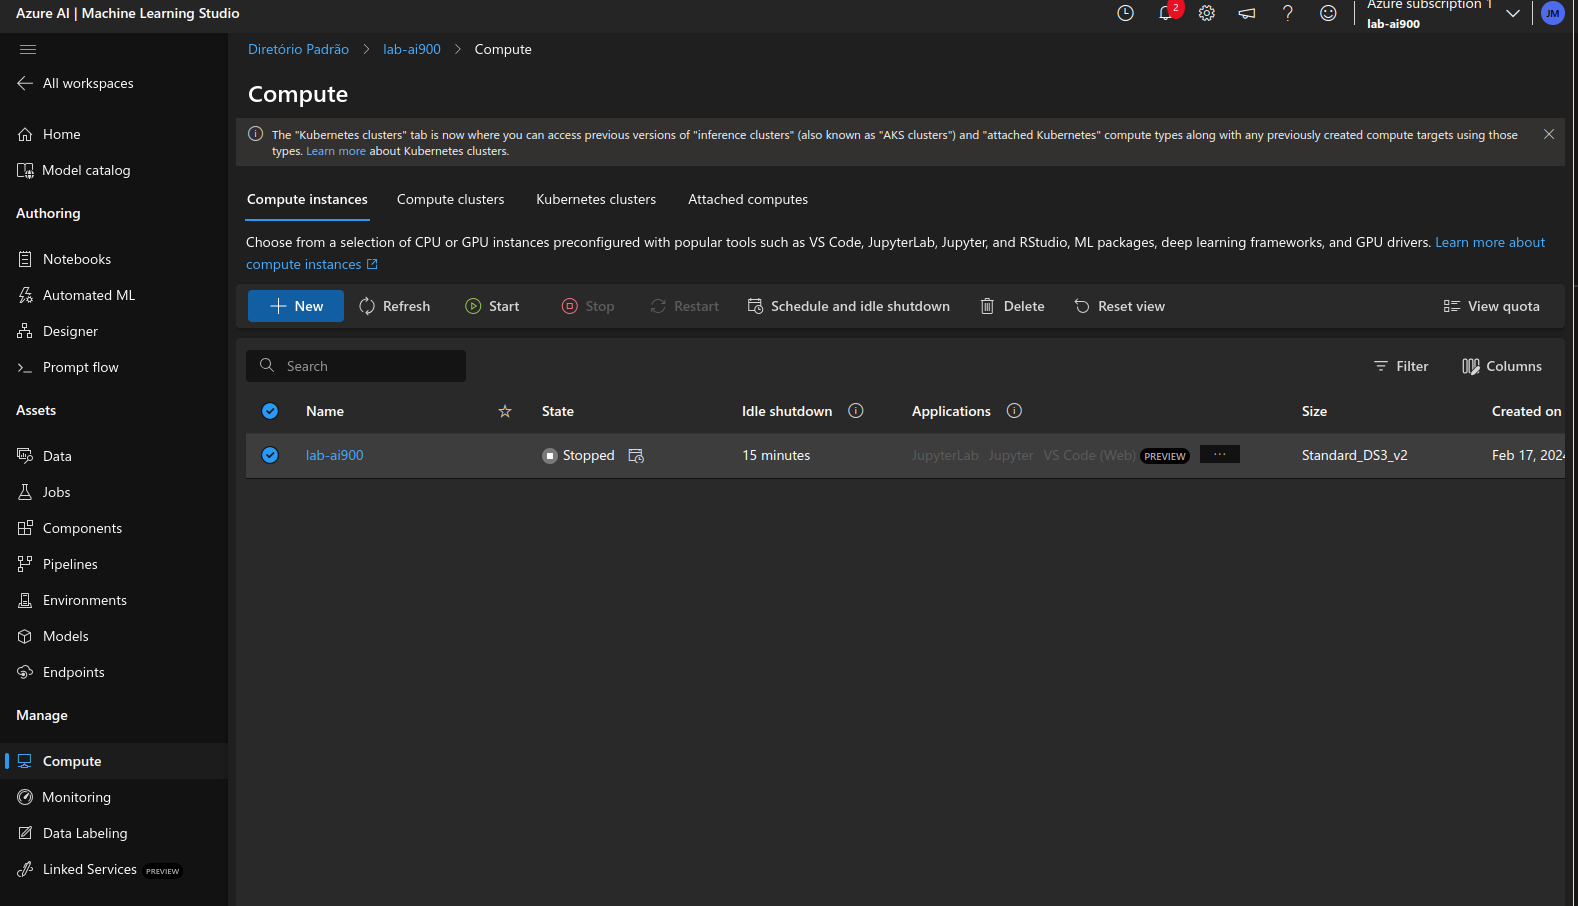 Azure AI | Machine Learning Studio
2
Azure subscription 1
lab-ai900
JM
All workspaces
Home
Model catalog
Authoring
Notebooks
Automated ML
Designer
Prompt flow
Assets
Data
Jobs
Components
Pipelines
Environments
Models
Endpoints
Manage
Compute
Monitoring
Data Labeling
Linked Services PREVIEW
Diretório Padrão > lab-ai900 > Compute
Compute
The "Kubernetes clusters" tab is now where you can access previous versions of "inference clusters" (also known as "AKS clusters") and "attached Kubernetes" compute types along with any previously created compute targets using those
types. Learn more about Kubernetes clusters.
Compute instances Compute clusters Kubernetes clusters Attached computes
Choose from a selection of CPU or GPU instances preconfigured with popular tools such as VS Code, JupyterLab, Jupyter, and RStudio, ML packages, deep learning frameworks, and GPU drivers. Learn more about
compute instances
New Refresh Start Stop Restart Schedule and idle shutdown Delete Reset view View quota
Search Filter Columns
Name State Idle shutdown Applications Size Created on
lab-ai900 Stopped 15 minutes JupyterLab Jupyter VS Code (Web) PREVIEW ... Standard_DS3_v2 Feb 17, 2024